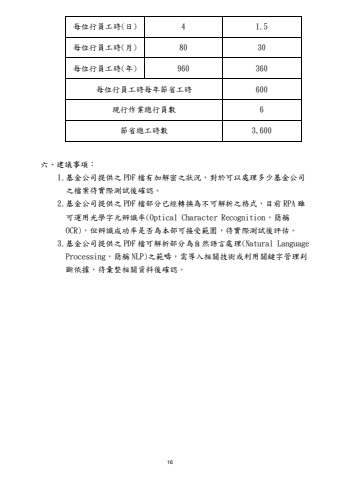 每位行員工時(日) 4 1.5
每位行員工時(月) 80 30
每位行員工時(年) 960 360
每位行員工時每年節省工時 600
現行作業總行員數 6
節省總工時數 3,600
六、建議事項：
1.基金公司提供之 PDF 檔有加解密之狀況，對於可以處理多少基金公司
之檔案待實際測試後確認。
2.基金公司提供之 PDF 檔部分已經轉換為不可解析之格式，目前 RPA 雖
可運用光學字元辨識率(Optical Character Recognition，簡稱
OCR)，但辨識成功率是否為本部可接受範圍，待實際測試後評估。
3.基金公司提供之 PDF 檔可解析部分為自然語言處理(Natural Language
Processing，簡稱 NLP)之範疇，需導入相關技術或利用關鍵字管理判
斷依據，待彙整相關資料後確認。
16